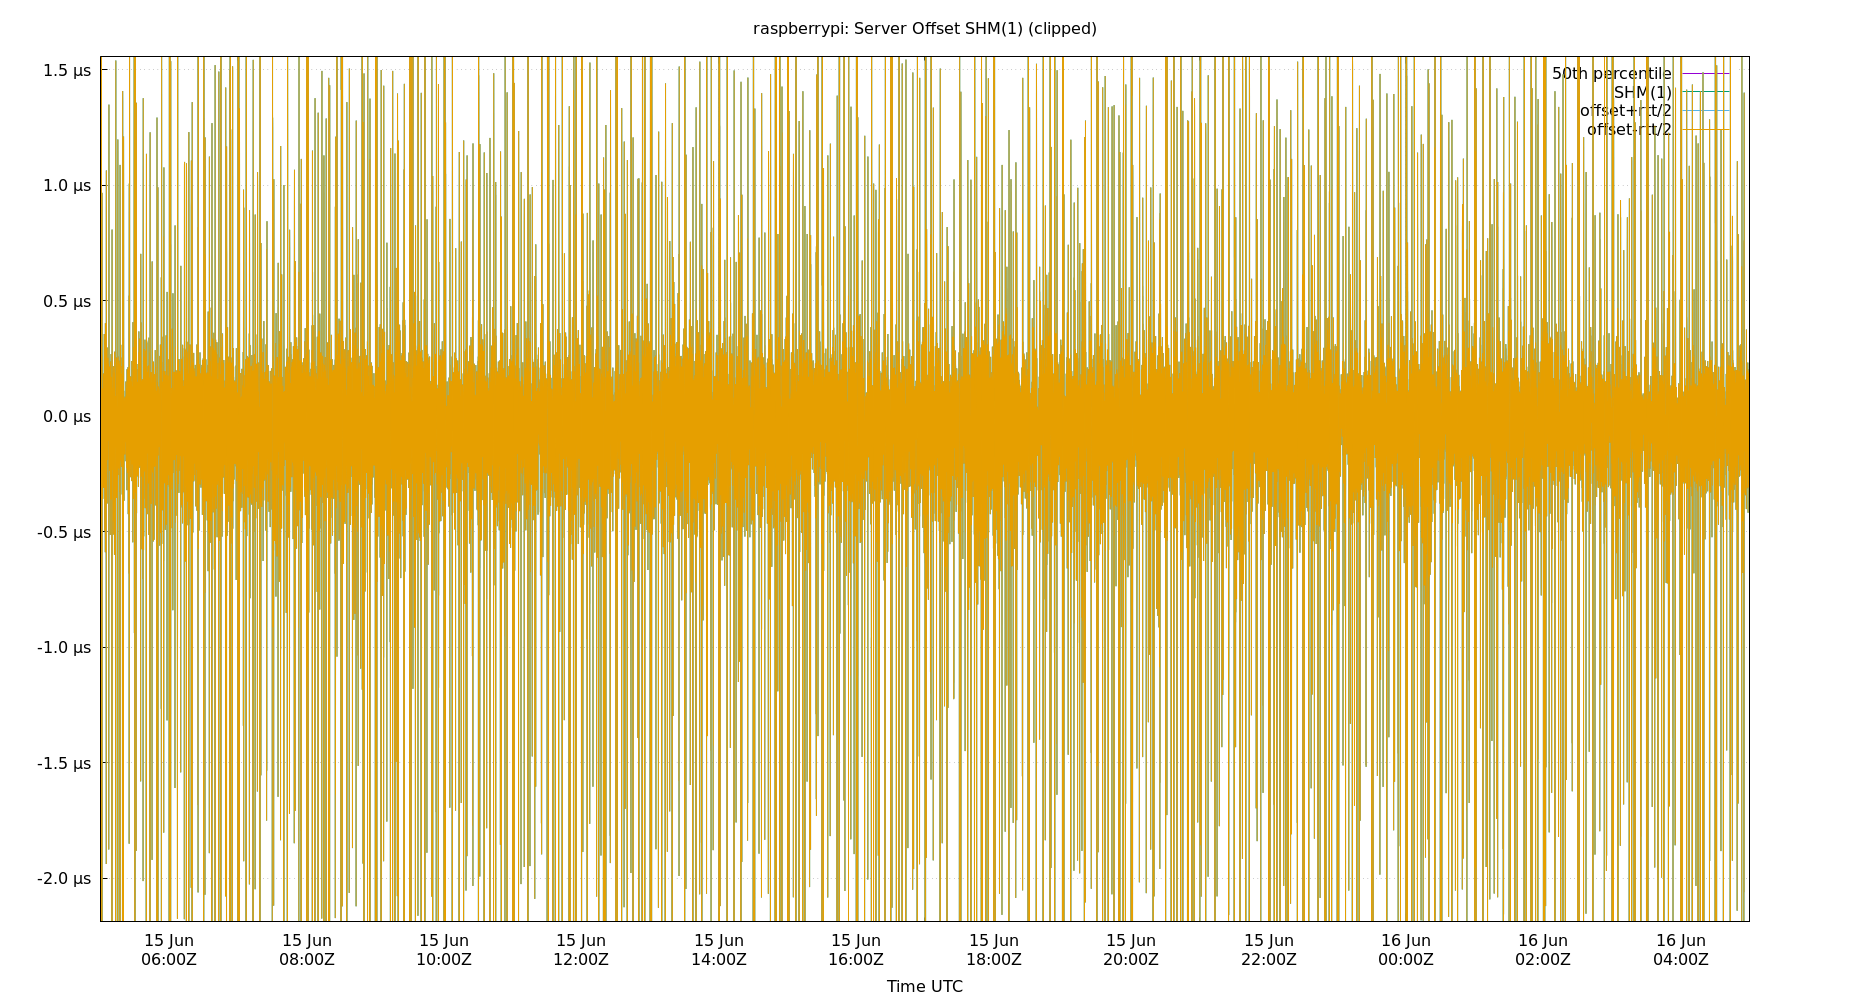 raspberrypi: Server Offset SHM(1) (clipped)
1.5 µs
1.0 µs
0.5 µs
0.0 µs
-0.5 µs
-1.0 µs
-1.5 µs
-2.0 µs
50th percentile
SHM(1)
offset+rtt/2
offset-rtt/2
15 Jun 15 Jun 15 Jun 15 Jun 15 Jun 15 Jun 15 Jun 15 Jun 15 Jun 16 Jun 16 Jun 16 Jun
06:00Z 08:00Z 10:00Z 12:00Z 14:00Z 16:00Z 18:00Z 20:00Z 22:00Z 00:00Z 02:00Z 04:00Z
Time UTC